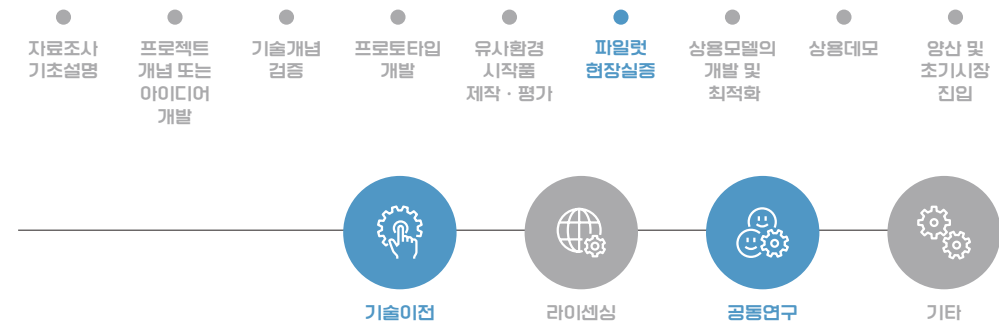 자료조사
기초설명
프로젝트
개념 또는
아이디어
개발
기술개념
검증
프로토타입
개발
유사환경
시작품
제작 · 평가
파일럿
현장실증
상용모델의
개발 및
최적화
상용데모
양산 및
초기시장
진입
기술이전
라이센싱
공동연구
기타